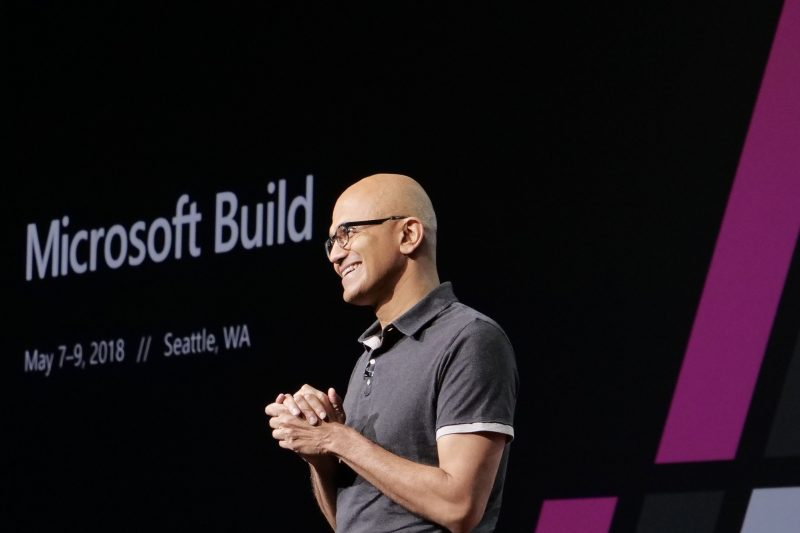 Microsoft Build
May 7–9, 2018 // Seattle, WA